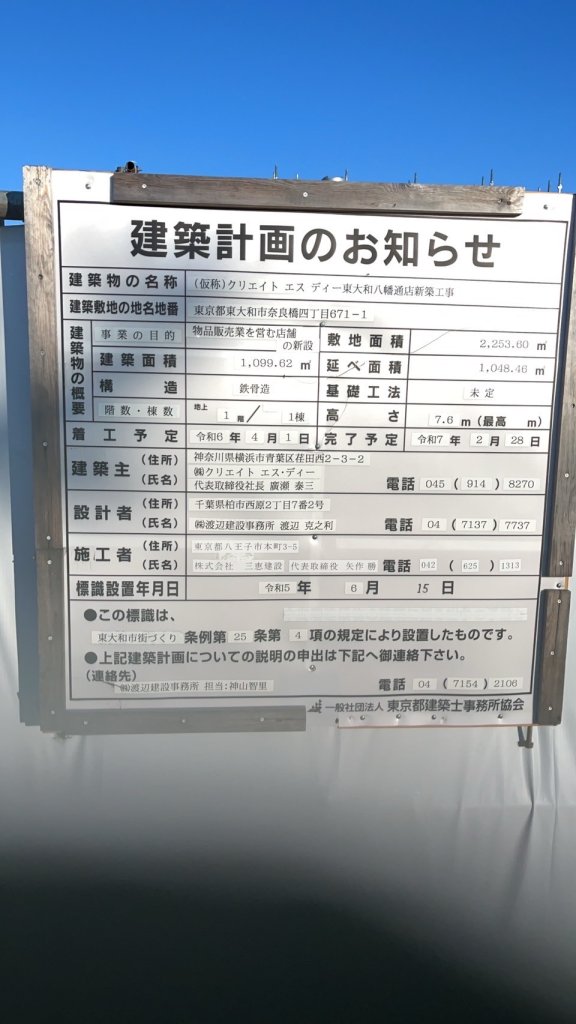 建築計画のお知らせ
建築物の名称 (仮称)クリエイト エス ディー東大和八幡通店新築工事
建築敷地の地名地番 東京都東大和市奈良橋四丁目671-1
建築物の概要
事業の目的 物品販売業を営む店舗の新設 敷地面積 2,253.60 ㎡
建築面積 1,099.62 ㎡ 延べ面積 1,048.46 ㎡
構造 鉄骨造 基礎工法 未定
階数・棟数 地上 1階/ 1棟 高さ 7.6 m (最高 m)
着工予定 令和6年 4月 1日 完了予定 令和7年 2月 28日
建築主 (住所) 神奈川県横浜市青葉区荏田西2-3-2
(氏名) ㈱クリエイト エス・ディー
代表取締役社長 廣瀬 泰三 電話 045 (914) 8270
設計者 (住所) 千葉県柏市西原2丁目7番2号
(氏名) ㈱渡辺建設事務所 渡辺 克之利 電話 04 (7137) 7737
施工者 (住所) 東京都八王子市本町3-5
(氏名) 株式会社 三恵建設 代表取締役 矢作 勝 電話 042 (625) 1313
標識設置年月日 令和5年 6月 15日
●この標識は、
東大和市街づくり 条例第 25 条第 4 項の規定により設置したものです。
●上記建築計画についての説明の申出は下記へ御連絡下さい。
(連絡先)
㈱渡辺建設事務所 担当:神山智里 電話 04 (7154) 2106
一般社団法人 東京都建築士事務所協会